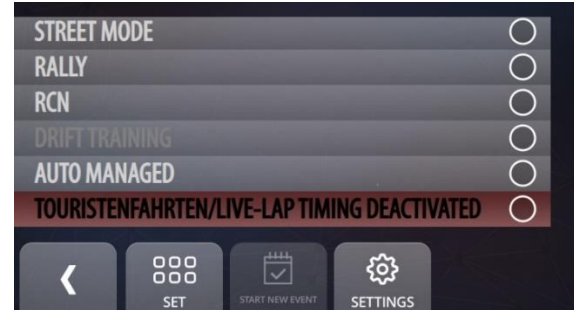 STREET MODE
RALLY
RCN
DRIFT TRAINING
AUTO MANAGED
TOURISTENFAHRTEN/LIVE-LAP TIMING DEACTIVATED
SET
START NEW EVENT
SETTINGS